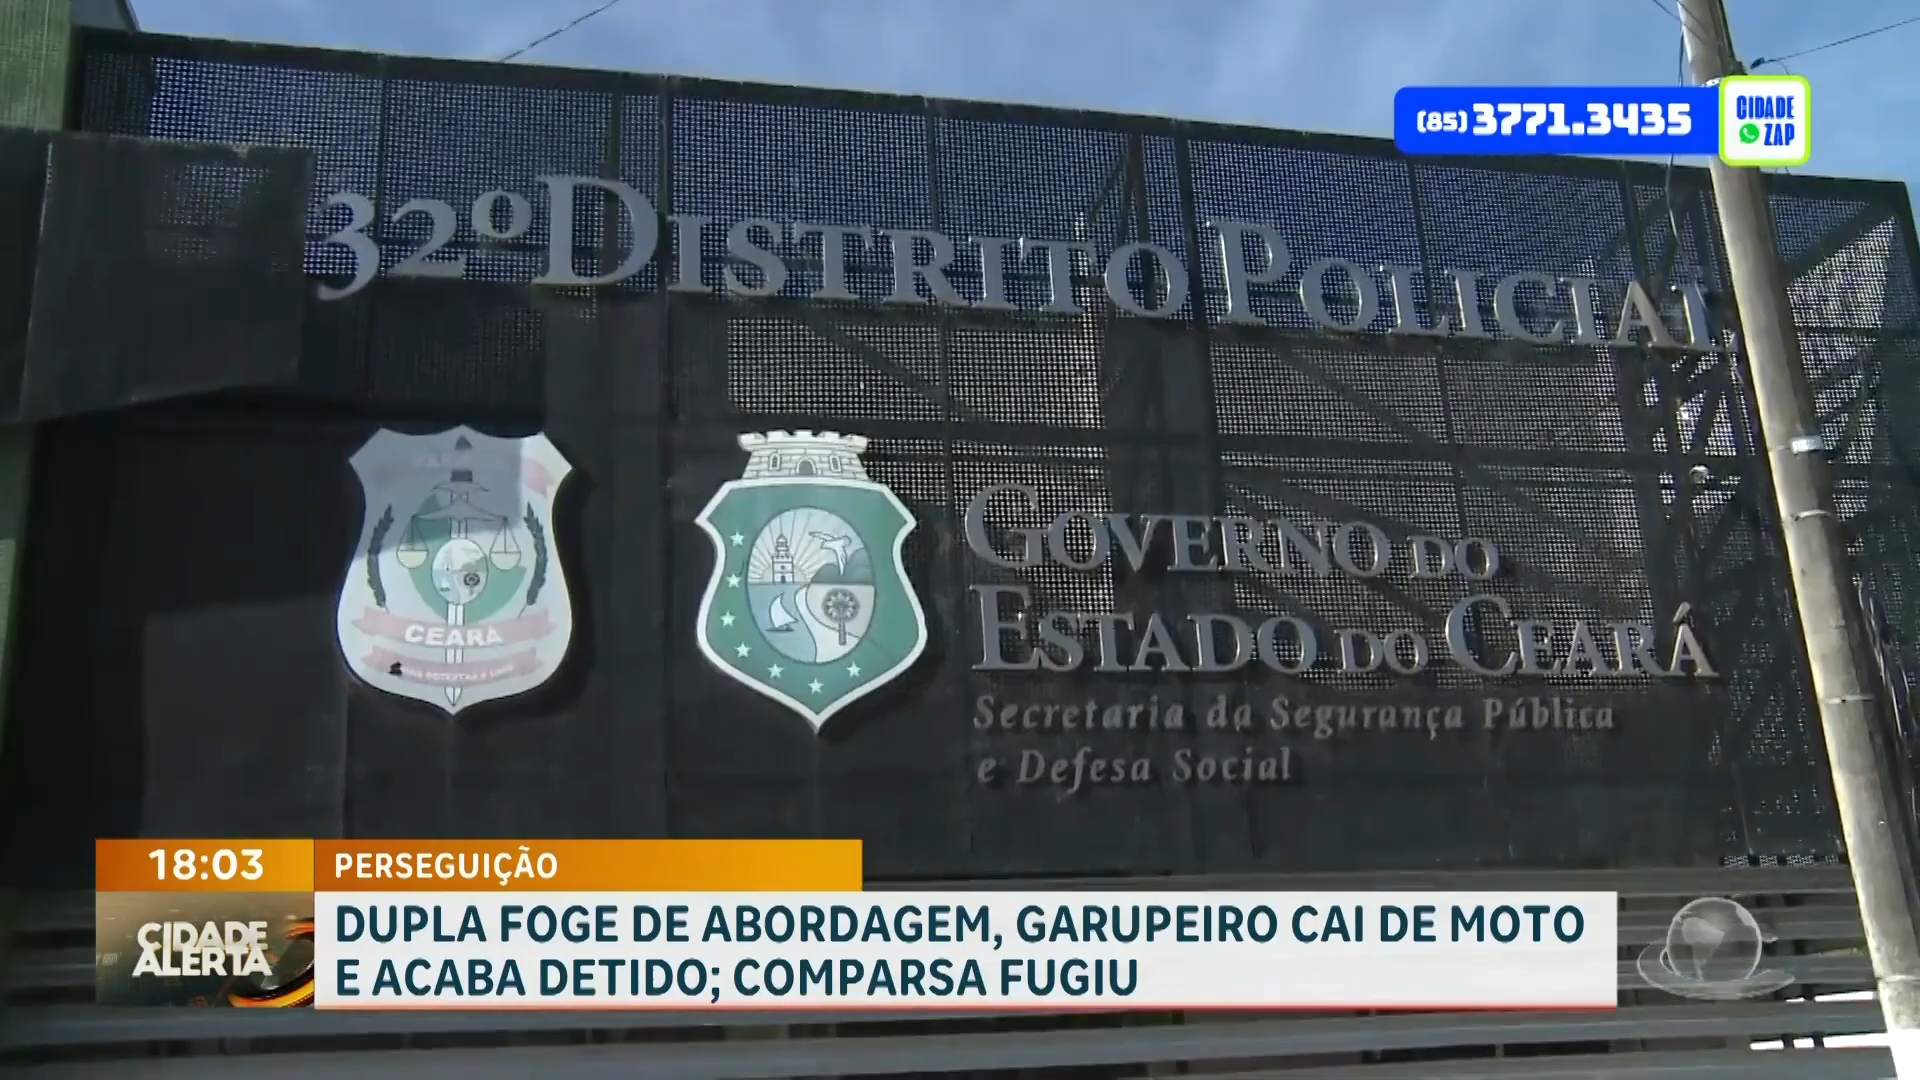 (85) 3771.3435
CIDADE
ZAP
32º DISTRITO POLICIAL
CEARÁ
GOVERNO DO
ESTADO DO CEARÁ
Secretaria da Segurança Pública
e Defesa Social
18:03
PERSEGUIÇÃO
CIDADE
ALERTA
DUPLA FOGE DE ABORDAGEM, GARUPEIRO CAI DE MOTO
E ACABA DETIDO; COMPARSA FUGIU